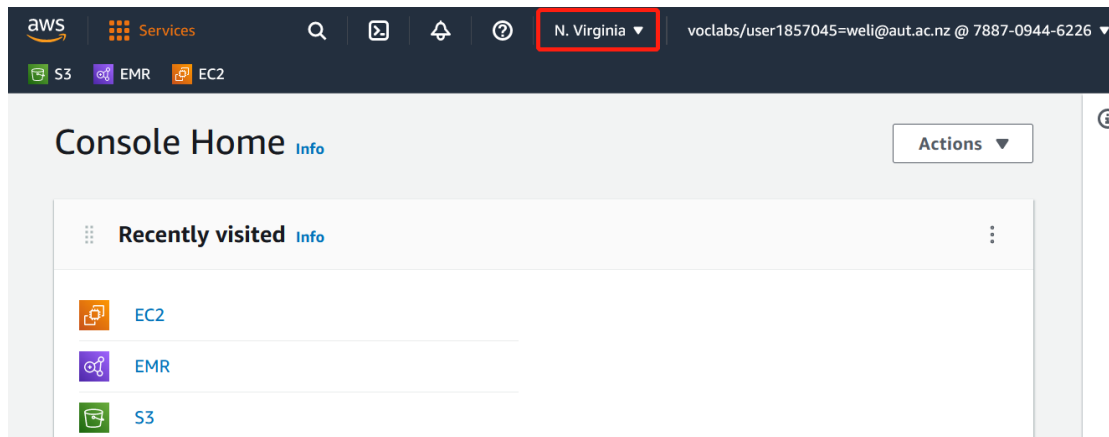 aws Services N. Virginia voclabs/user1857045=weli@aut.ac.nz @ 7887-0944-6226
S3 EMR EC2
Console Home Info Actions
Recently visited Info
EC2
EMR
S3